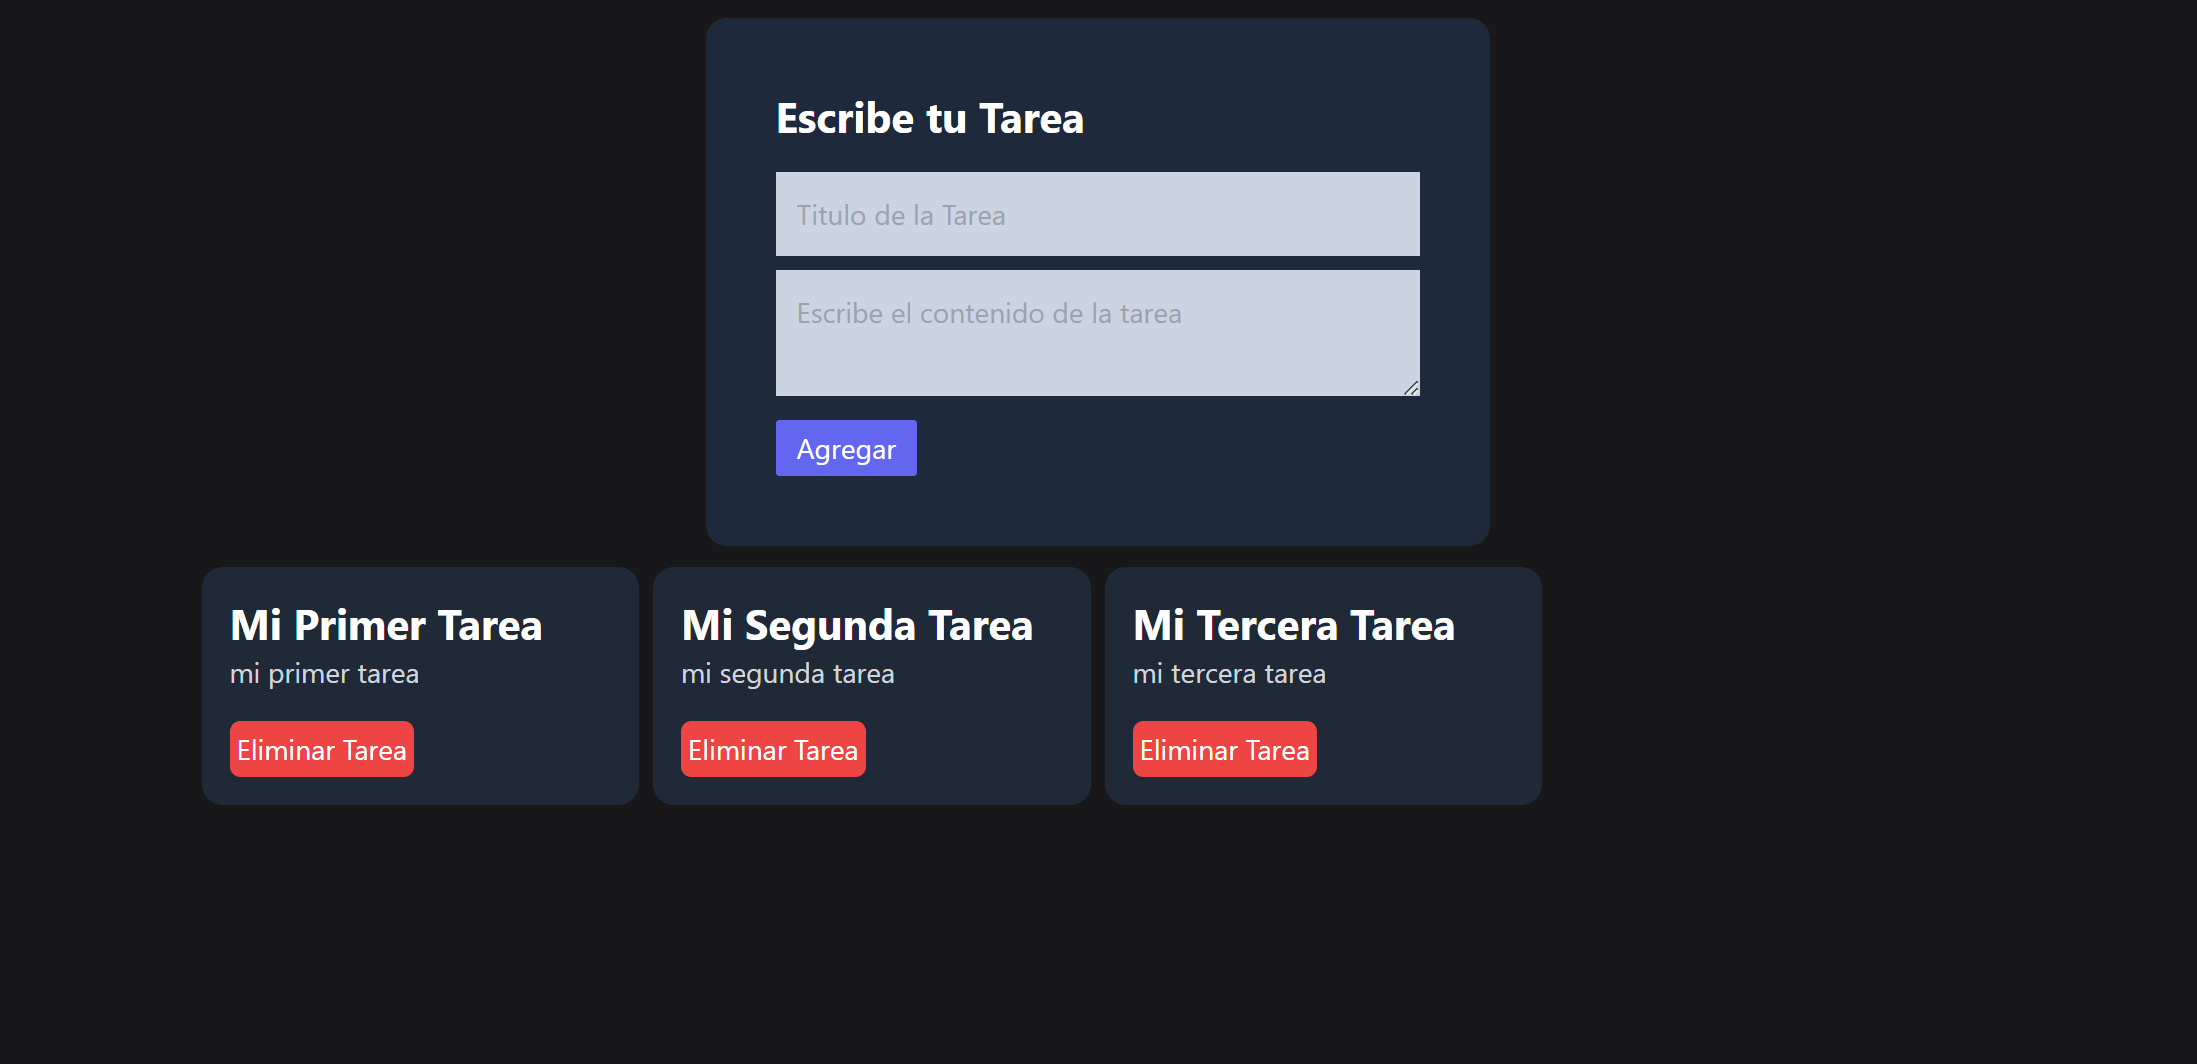 Escribe tu Tarea
Titulo de la Tarea
Escribe el contenido de la tarea
Agregar
Mi Primer Tarea
mi primer tarea
Eliminar Tarea
Mi Segunda Tarea
mi segunda tarea
Eliminar Tarea
Mi Tercera Tarea
mi tercera tarea
Eliminar Tarea